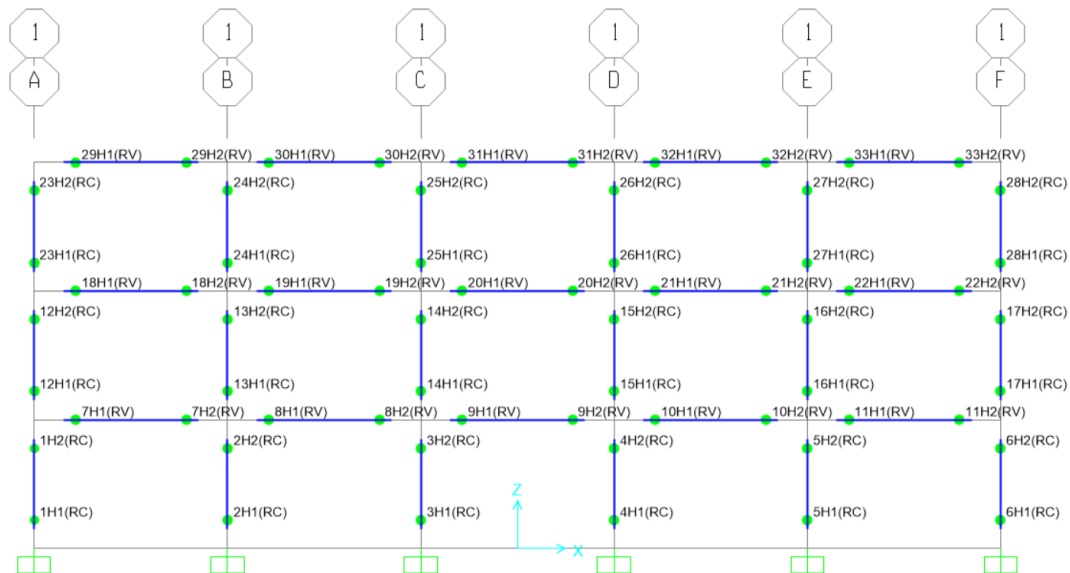 1 1 1 1 1 1
A B C D E F
29H1(RV) 29H2(RV) 30H1(RV) 30H2(RV) 31H1(RV) 31H2(RV) 32H1(RV) 32H2(RV) 33H1(RV) 33H2(RV)
23H2(RC) 24H2(RC) 25H2(RC) 26H2(RC) 27H2(RC) 28H2(RC)
23H1(RC) 24H1(RC) 25H1(RC) 26H1(RC) 27H1(RC) 28H1(RC)
18H1(RV) 18H2(RV) 19H1(RV) 19H2(RV) 20H1(RV) 20H2(RV) 21H1(RV) 21H2(RV) 22H1(RV) 22H2(RV)
12H2(RC) 13H2(RC) 14H2(RC) 15H2(RC) 16H2(RC) 17H2(RC)
12H1(RC) 13H1(RC) 14H1(RC) 15H1(RC) 16H1(RC) 17H1(RC)
7H1(RV) 7H2(RV) 8H1(RV) 8H2(RV) 9H1(RV) 9H2(RV) 10H1(RV) 10H2(RV) 11H1(RV) 11H2(RV)
1H2(RC) 2H2(RC) 3H2(RC) 4H2(RC) 5H2(RC) 6H2(RC)
Z
1H1(RC) 2H1(RC) 3H1(RC) 4H1(RC) 5H1(RC) 6H1(RC)
X